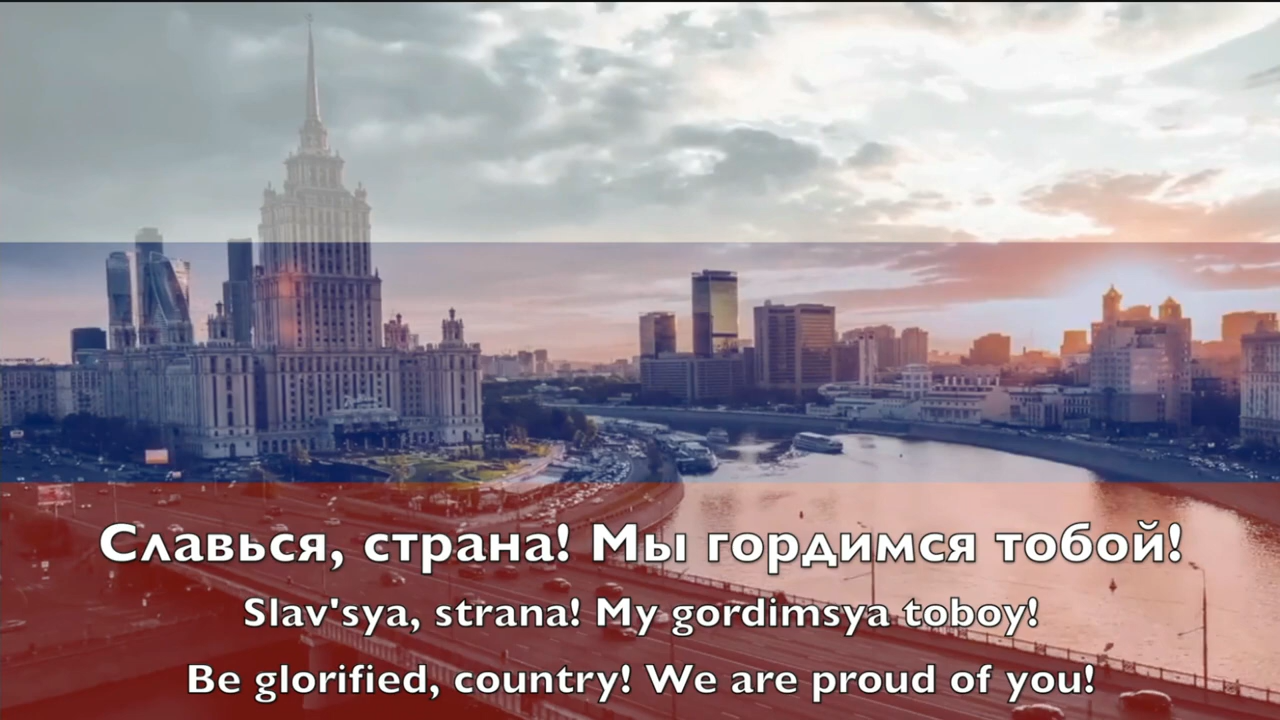 Славься, страна! Мы гордимся тобой!
Slav'sya, strana! My gordimsya toboy!
Be glorified, country! We are proud of you!